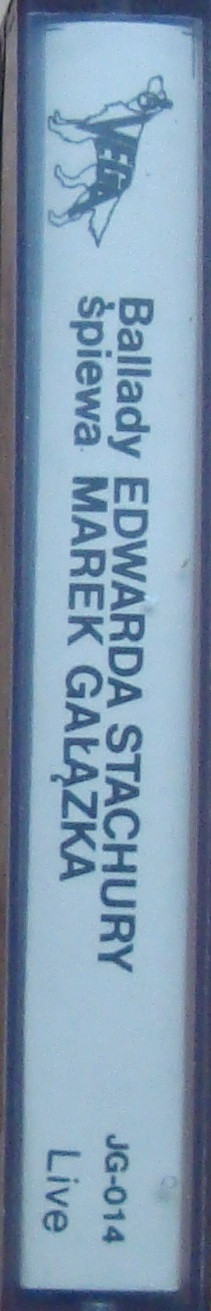 VEGA
Ballady EDWARDA STACHURY
śpiewa MAREK GAŁĄZKA
JG-014
Live